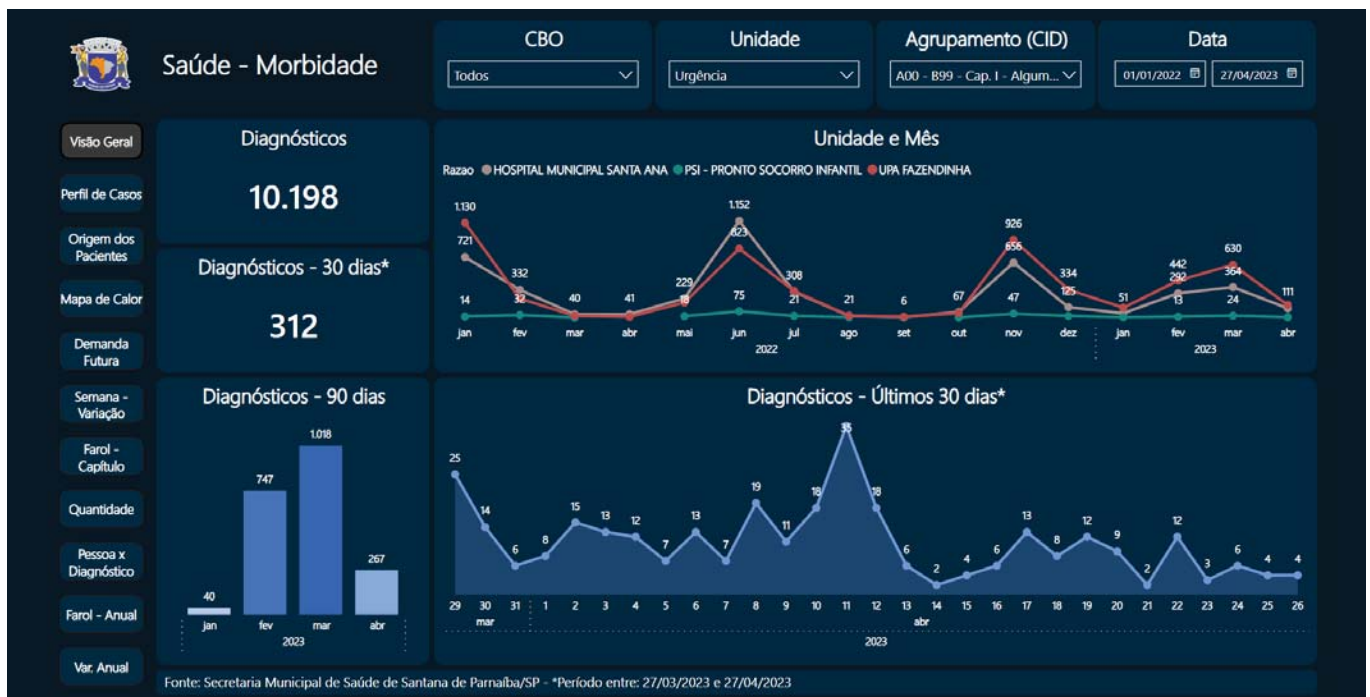 Saúde - Morbidade
CBO
Todos
Unidade
Urgência
Agrupamento (CID)
A00 - B99 - Cap. I - Algum...
Data
01/01/2022
27/04/2023
Visão Geral
Perfil de Casos
Origem dos
Pacientes
Mapa de Calor
Demanda
Futura
Semana -
Variação
Farol -
Capítulo
Quantidade
Pessoa x
Diagnóstico
Farol - Anual
Var. Anual
Diagnósticos
10.198
Diagnósticos - 30 dias*
312
Unidade e Mês
Razao HOSPITAL MUNICIPAL SANTA ANA PSI - PRONTO SOCORRO INFANTIL UPA FAZENDINHA
1.130 1.152
823 926
721 656 630
332 229 308 334 442 364
292
14 32 40 41 18 75 21 21 6 67 47 125 51 13 24 111
jan fev mar abr mai jun jul ago set out nov dez jan fev mar abr
2022 2023
Diagnósticos - 90 dias
1.018
747
267
40
jan fev mar abr
2023
Diagnósticos - Últimos 30 dias*
25 14 6 8 15 13 12 7 13 7 19 11 18 35 18 6 2 4 6 13 8 12 9 2 12 3 6 4 4
29 30 31 1 2 3 4 5 6 7 8 9 10 11 12 13 14 15 16 17 18 19 20 21 22 23 24 25 26
mar abr
2023
Fonte: Secretaria Municipal de Saúde de Santana de Parnaíba/SP - *Período entre: 27/03/2023 e 27/04/2023